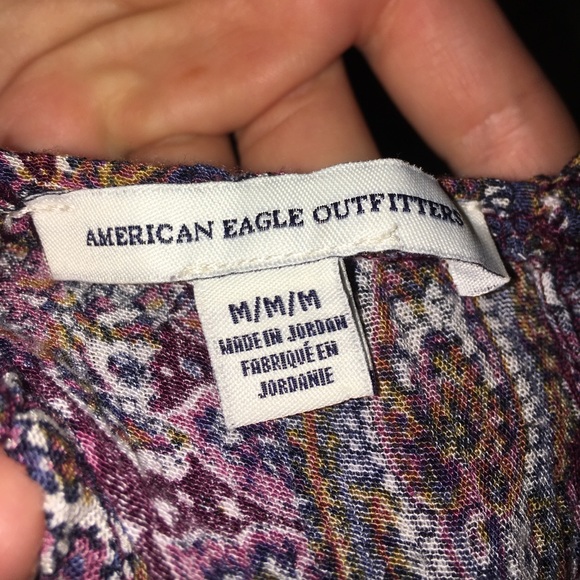 AMERICAN EAGLE OUTFITTERS
M/M/M
MADE IN JORDAN
FABRIQUÉ EN
JORDANIE